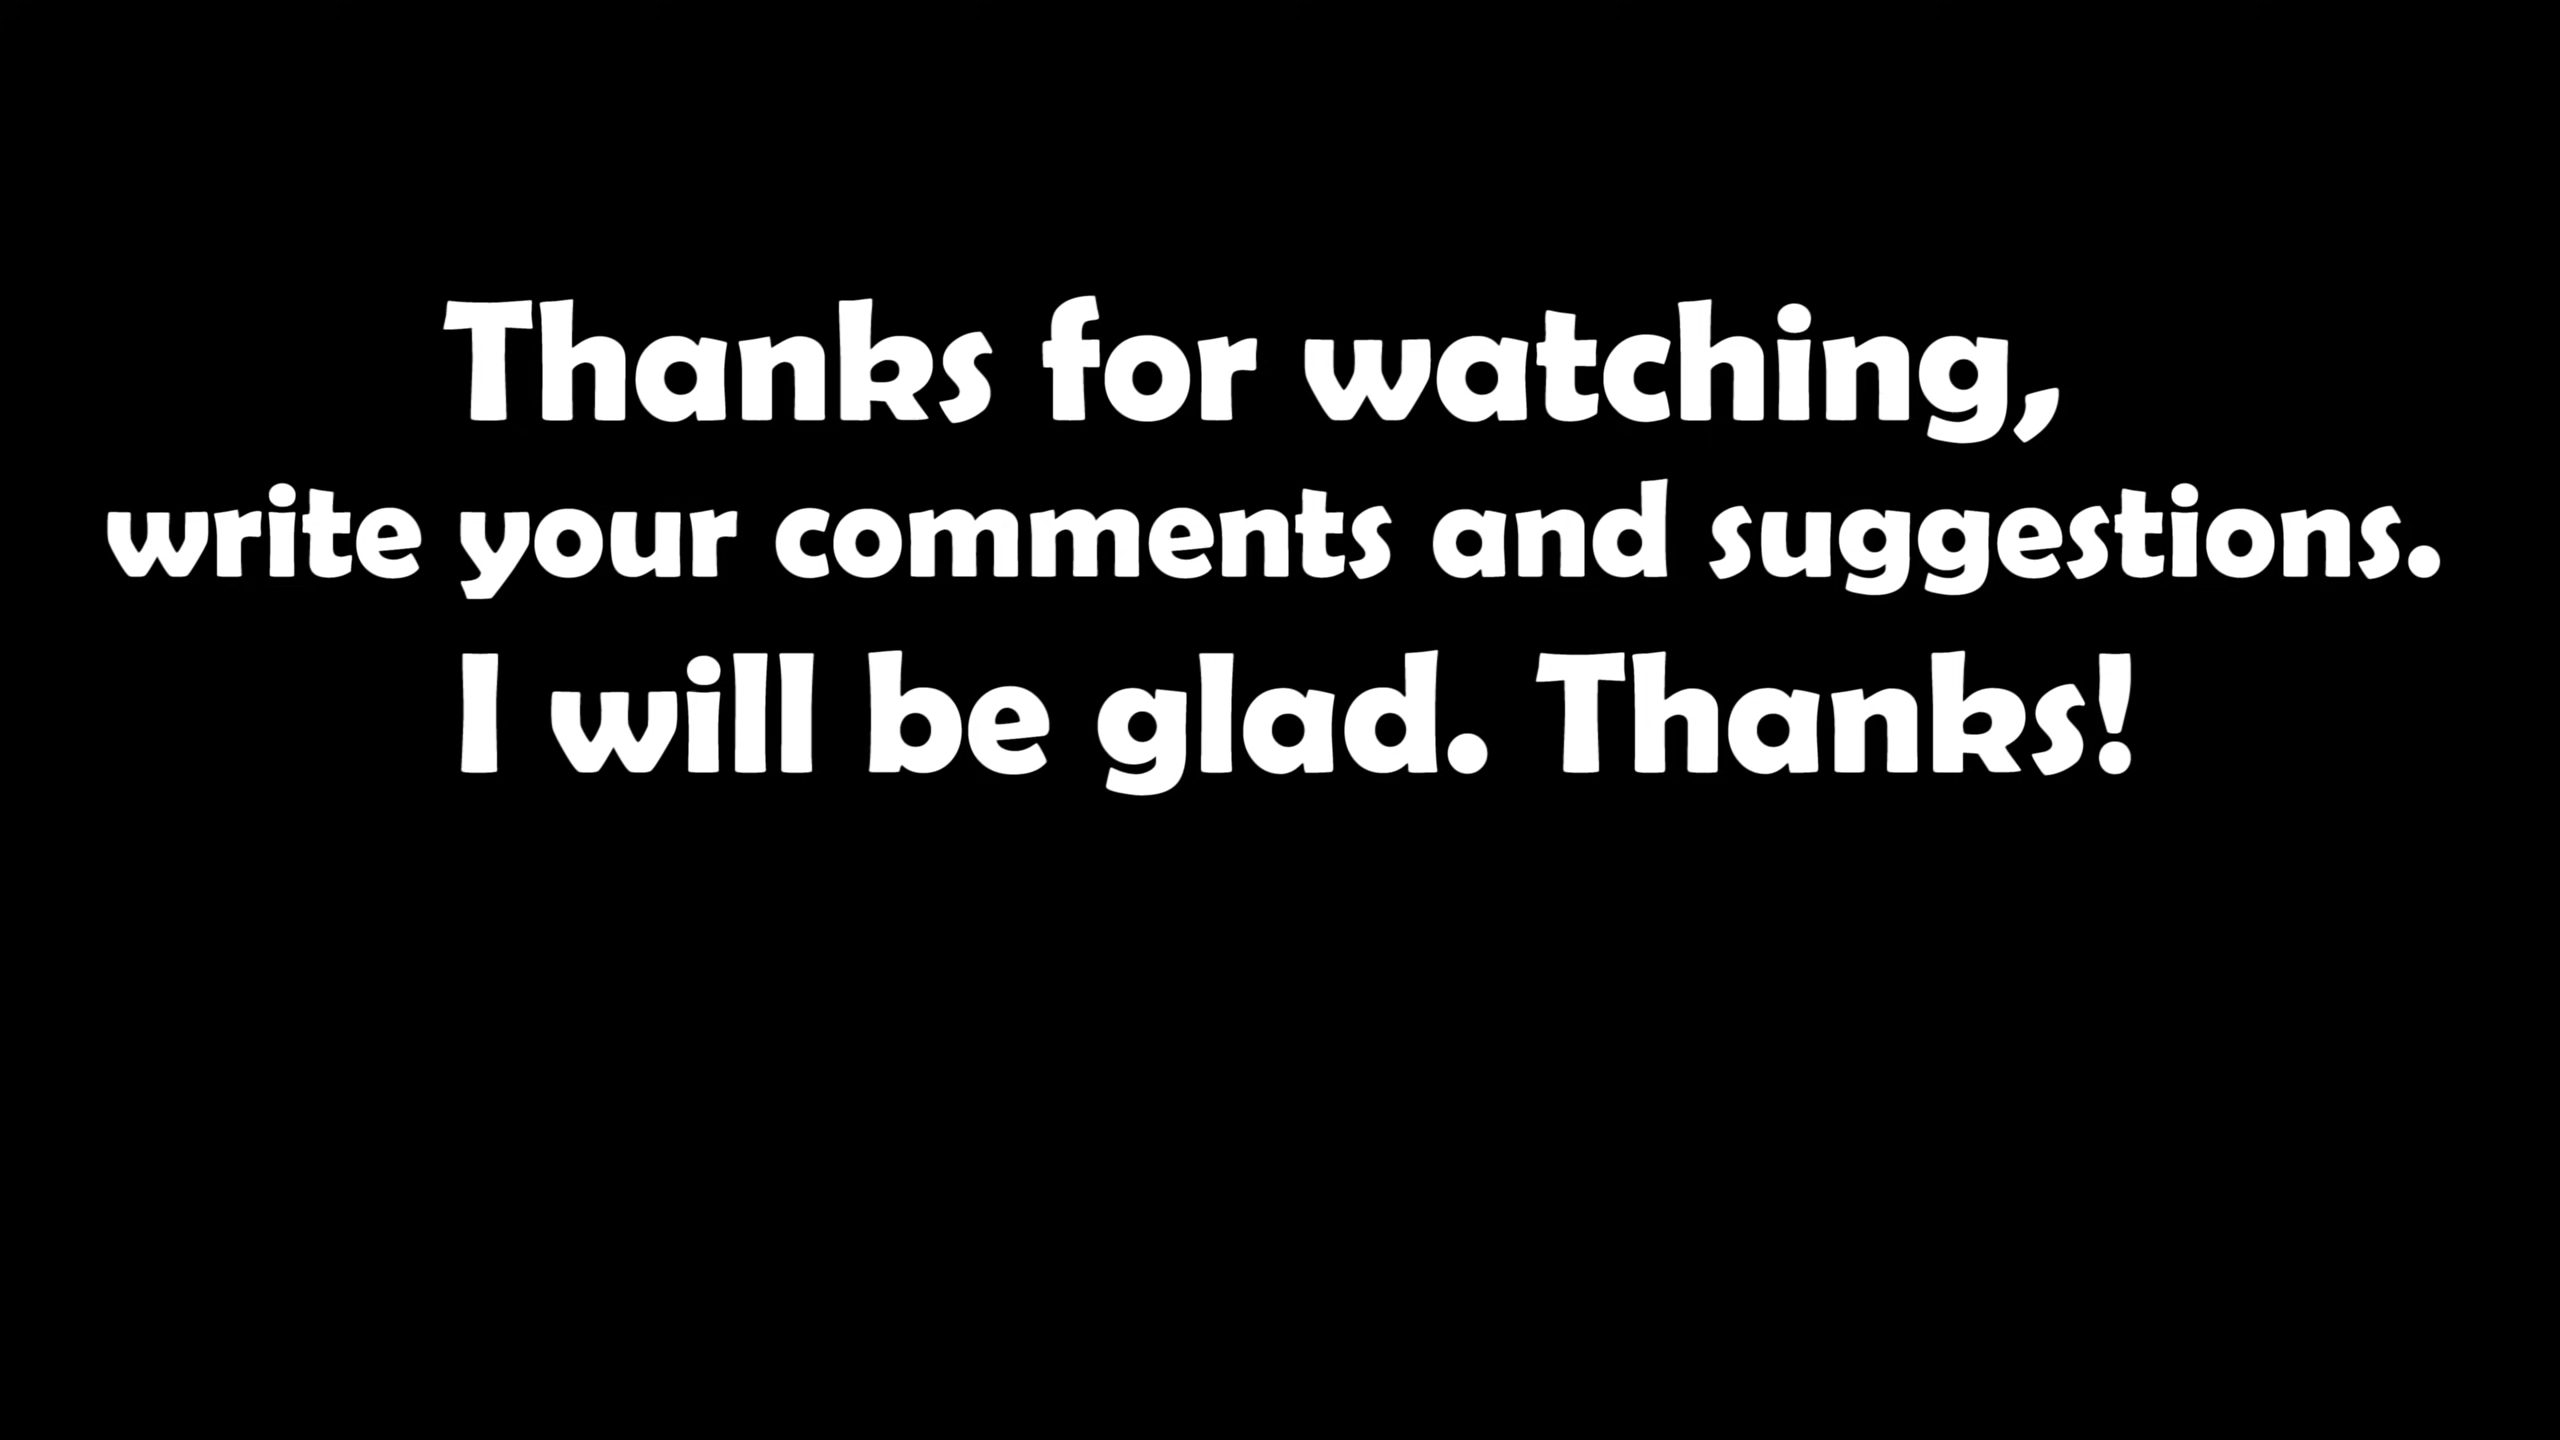 Thanks for watching,
write your comments and suggestions.
I will be glad. Thanks!